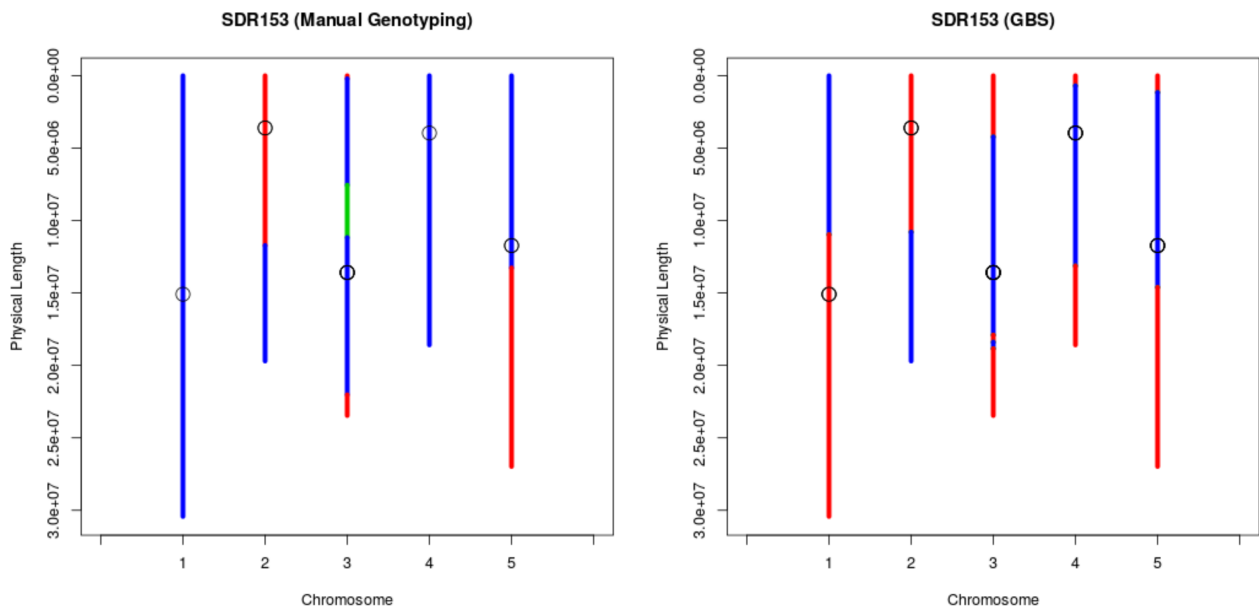 SDR153 (Manual Genotyping)
Physical Length
0.0e+00
5.0e+06
1.0e+07
1.5e+07
2.0e+07
2.5e+07
3.0e+07
1 2 3 4 5
Chromosome
SDR153 (GBS)
Physical Length
0.0e+00
5.0e+06
1.0e+07
1.5e+07
2.0e+07
2.5e+07
3.0e+07
1 2 3 4 5
Chromosome